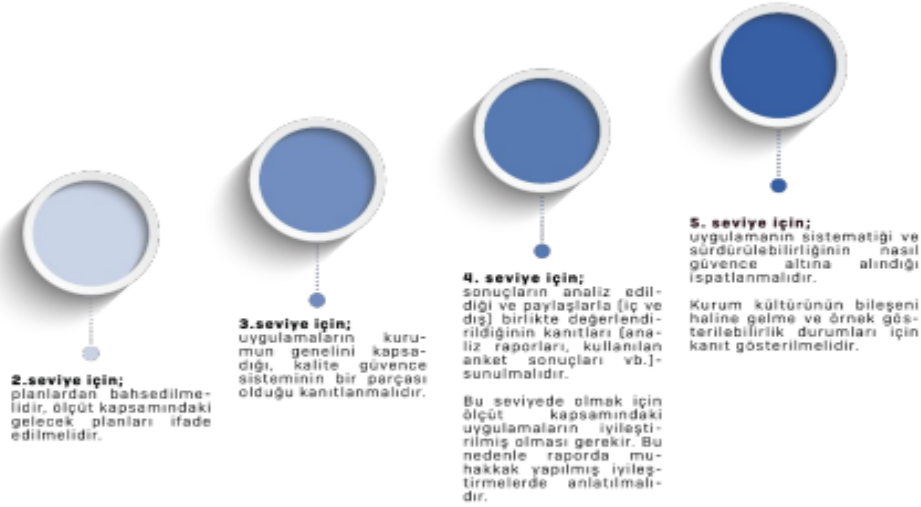 2.seviye için;
planlardan bahsedilme-
lidir, ölçüt kapsamındaki
gelecek planları ifade
edilmelidir.
3.seviye için;
uygulamaların kuru-
mun genelini kapsa-
dığı, kalite güvence
sisteminin bir parçası
olduğu kanıtlanmalıdır.
4. seviye için;
sonuçların analiz edil-
diği ve paylaşlarla (iç ve
dış) birlikte değerlendi-
rildiğinin kanıtları (ana-
liz raporları, kullanılan
anket sonuçları vb.)-
sunulmalıdır.
Bu seviyede olmak için
ölçüt kapsamındaki
uygulamaların iyileşti-
rilmiş olması gerekir. Bu
nedenle raporda mu-
hakkak yapılmış iyileş-
tirmelerde anlatılmalı-
dır.
5. seviye için;
uygulamanın sistematiği ve
sürdürülebilirliğinin nasıl
güvence altına alındığı
ispatlanmalıdır.
Kurum kültürünün bileşeni
haline gelme ve örnek gös-
terilebilirlik durumları için
kanıt gösterilmelidir.